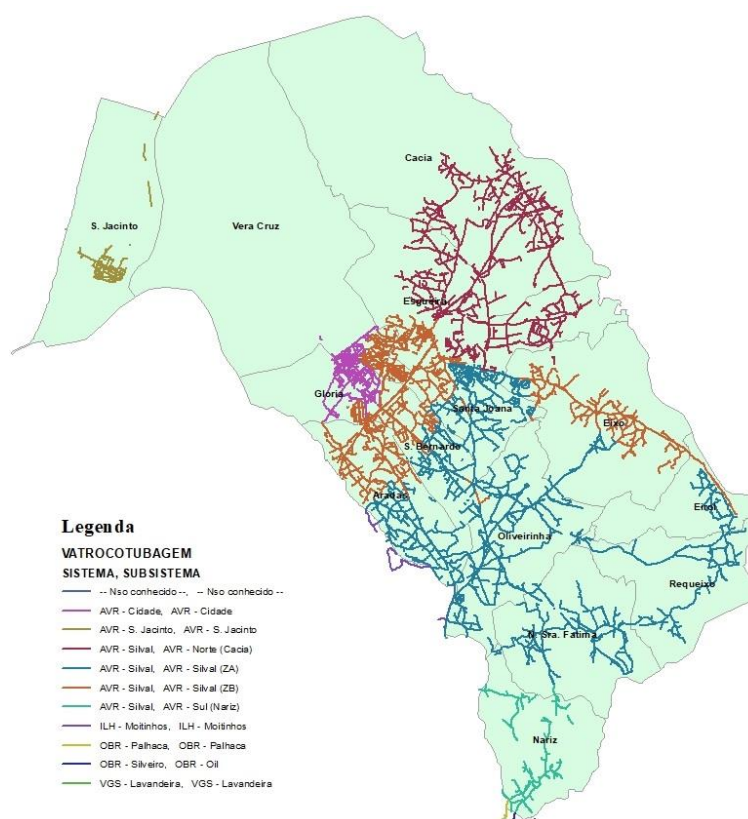 Cacia
S. Jacinto
Vera Cruz
Esgueira
Glória
Santa Joana
Eixo
S. Bernardo
Aradas
Eirol
Oliveirinha
Requeixo
N. Sra. Fatima
Nariz
Legenda
VATROCOTUBAGEM
SISTEMA, SUBSISTEMA
-- Nso conhecido --, -- Nso conhecido --
AVR - Cidade, AVR - Cidade
AVR - S. Jacinto, AVR - S. Jacinto
AVR - Silval, AVR - Norte (Cacia)
AVR - Silval, AVR - Silval (ZA)
AVR - Silval, AVR - Silval (ZB)
AVR - Silval, AVR - Sul (Nariz)
ILH - Moitinhos, ILH - Moitinhos
OBR - Palhaca, OBR - Palhaca
OBR - Silveiro, OBR - Oil
VGS - Lavandeira, VGS - Lavandeira